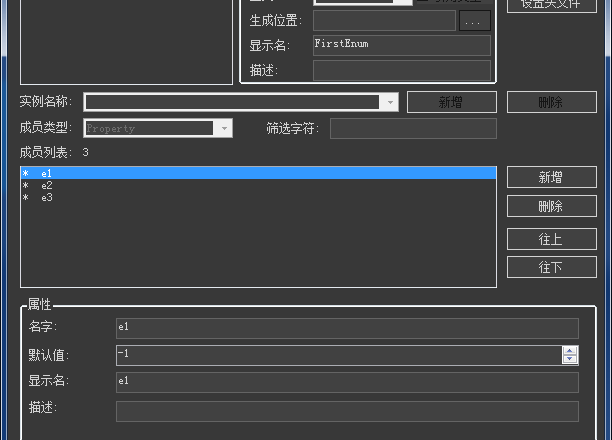 设置头文件
生成位置:
...
显示名: FirstEnum
描述:
实例名称: 新增 删除
成员类型: Property 筛选字符:
成员列表: 3
* e1
* e2
* e3
新增
删除
往上
往下
属性
名字: e1
默认值: -1
显示名: e1
描述: